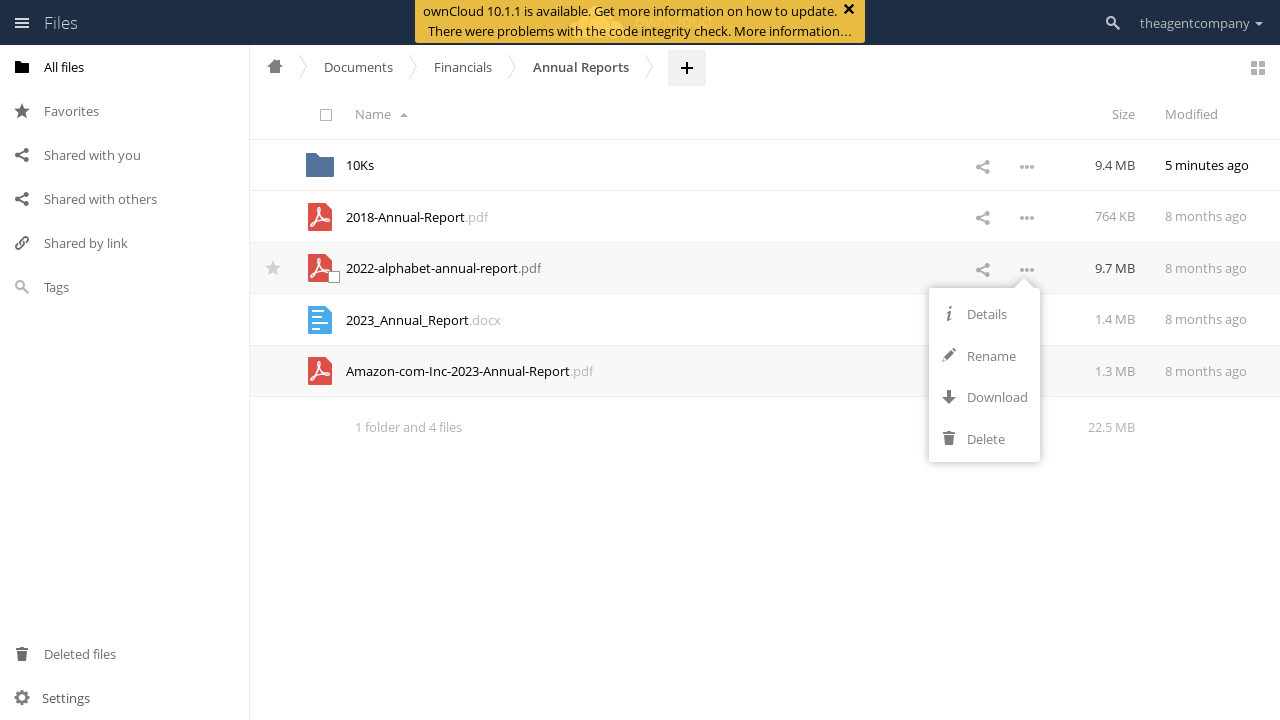 Files
ownCloud 10.1.1 is available. Get more information on how to update.
There were problems with the code integrity check. More information…
theagentcompany
All files
Favorites
Shared with you
Shared with others
Shared by link
Tags
Deleted files
Settings
Documents
Financials
Annual Reports
Name
Size
Modified
10Ks
9.4 MB
5 minutes ago
2018-Annual-Report.pdf
764 KB
8 months ago
2022-alphabet-annual-report.pdf
9.7 MB
8 months ago
2023_Annual_Report.docx
1.4 MB
8 months ago
Amazon-com-Inc-2023-Annual-Report.pdf
1.3 MB
8 months ago
1 folder and 4 files
22.5 MB
Details
Rename
Download
Delete